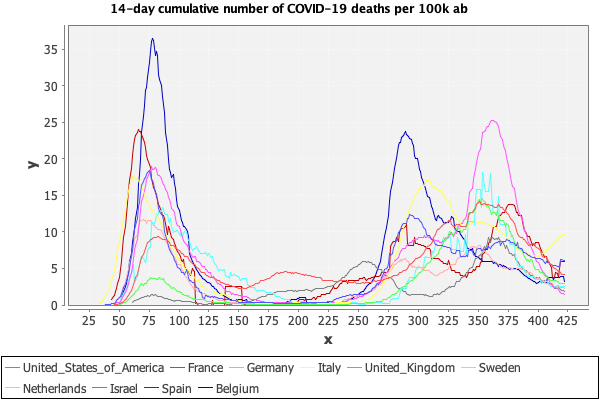 14-day cumulative number of COVID-19 deaths per 100k ab
y
35
30
25
20
15
10
5
0
25 50 75 100 125 150 175 200 225 250 275 300 325 350 375 400 425
x
United_States_of_America France Germany Italy United_Kingdom Sweden
Netherlands Israel Spain Belgium